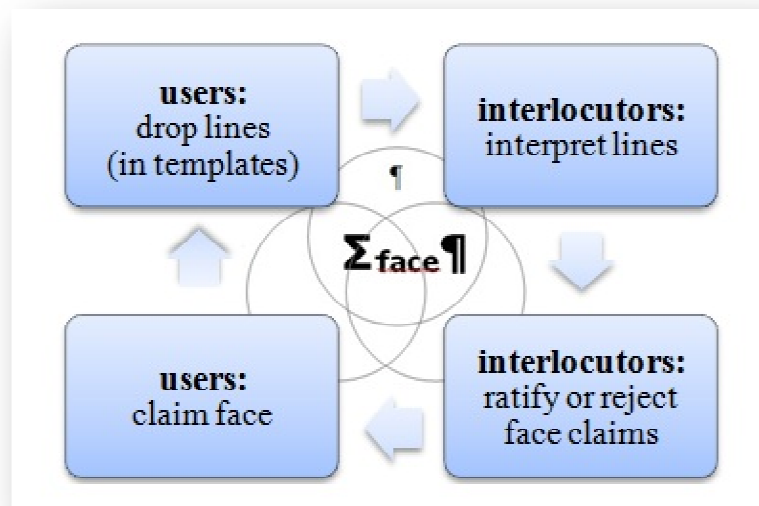 users:
drop lines
(in templates)
interlocutors:
interpret lines
¶
Σface¶
users:
claim face
interlocutors:
ratify or reject
face claims